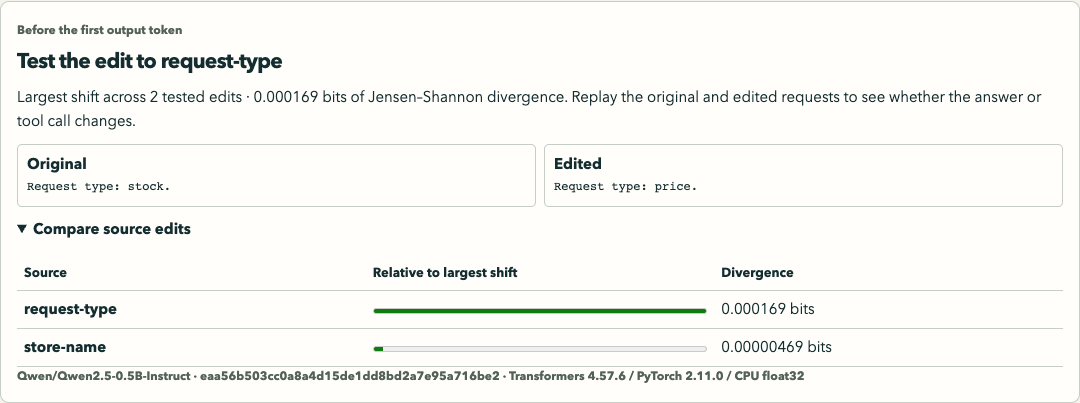 Before the first output token
Test the edit to request-type
Largest shift across 2 tested edits · 0.000169 bits of Jensen–Shannon divergence. Replay the original and edited requests to see whether the answer or
tool call changes.
Original
Request type: stock.
Edited
Request type: price.
▼ Compare source edits
Source Relative to largest shift Divergence
request-type 0.000169 bits
store-name 0.00000469 bits
Qwen/Qwen2.5-0.5B-Instruct · eaa56b503cc0a8a4d15de1dd8bd2a7e95a716be2 · Transformers 4.57.6 / PyTorch 2.11.0 / CPU float32